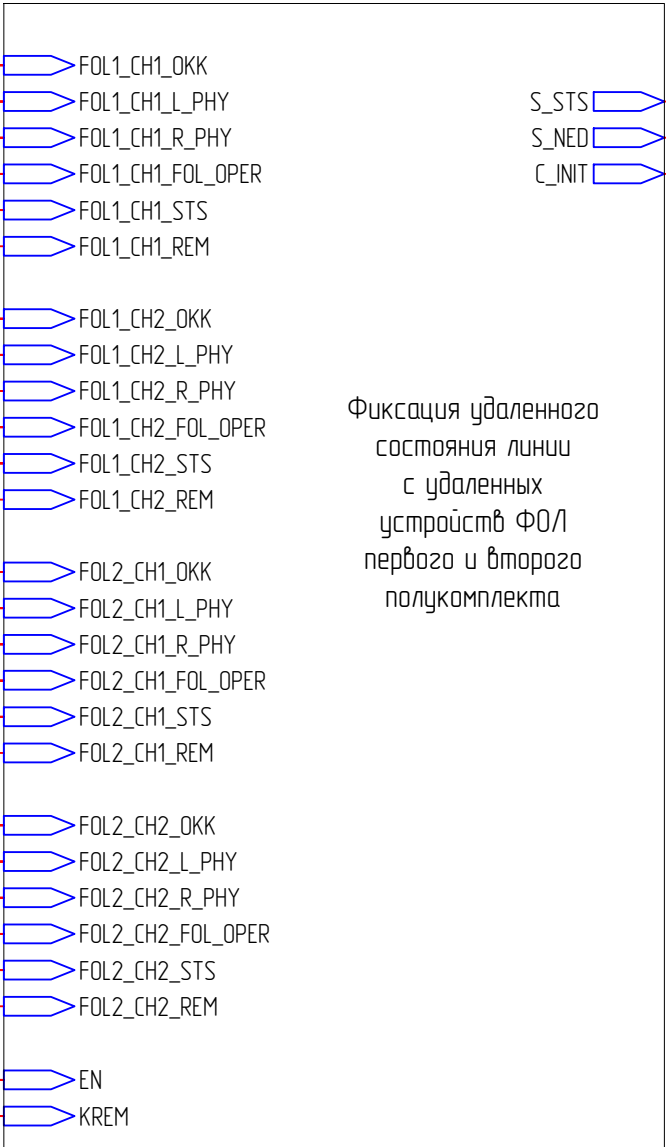 FOL1_CH1_OKK
FOL1_CH1_L_PHY
FOL1_CH1_R_PHY
FOL1_CH1_FOL_OPER
FOL1_CH1_STS
FOL1_CH1_REM
FOL1_CH2_OKK
FOL1_CH2_L_PHY
FOL1_CH2_R_PHY
FOL1_CH2_FOL_OPER
FOL1_CH2_STS
FOL1_CH2_REM
FOL2_CH1_OKK
FOL2_CH1_L_PHY
FOL2_CH1_R_PHY
FOL2_CH1_FOL_OPER
FOL2_CH1_STS
FOL2_CH1_REM
FOL2_CH2_OKK
FOL2_CH2_L_PHY
FOL2_CH2_R_PHY
FOL2_CH2_FOL_OPER
FOL2_CH2_STS
FOL2_CH2_REM
EN
KREM
Фиксация удаленного
состояния линии
с удаленных
устройств ФОЛ
первого и второго
полукомплекта
S_STS
S_NED
C_INIT